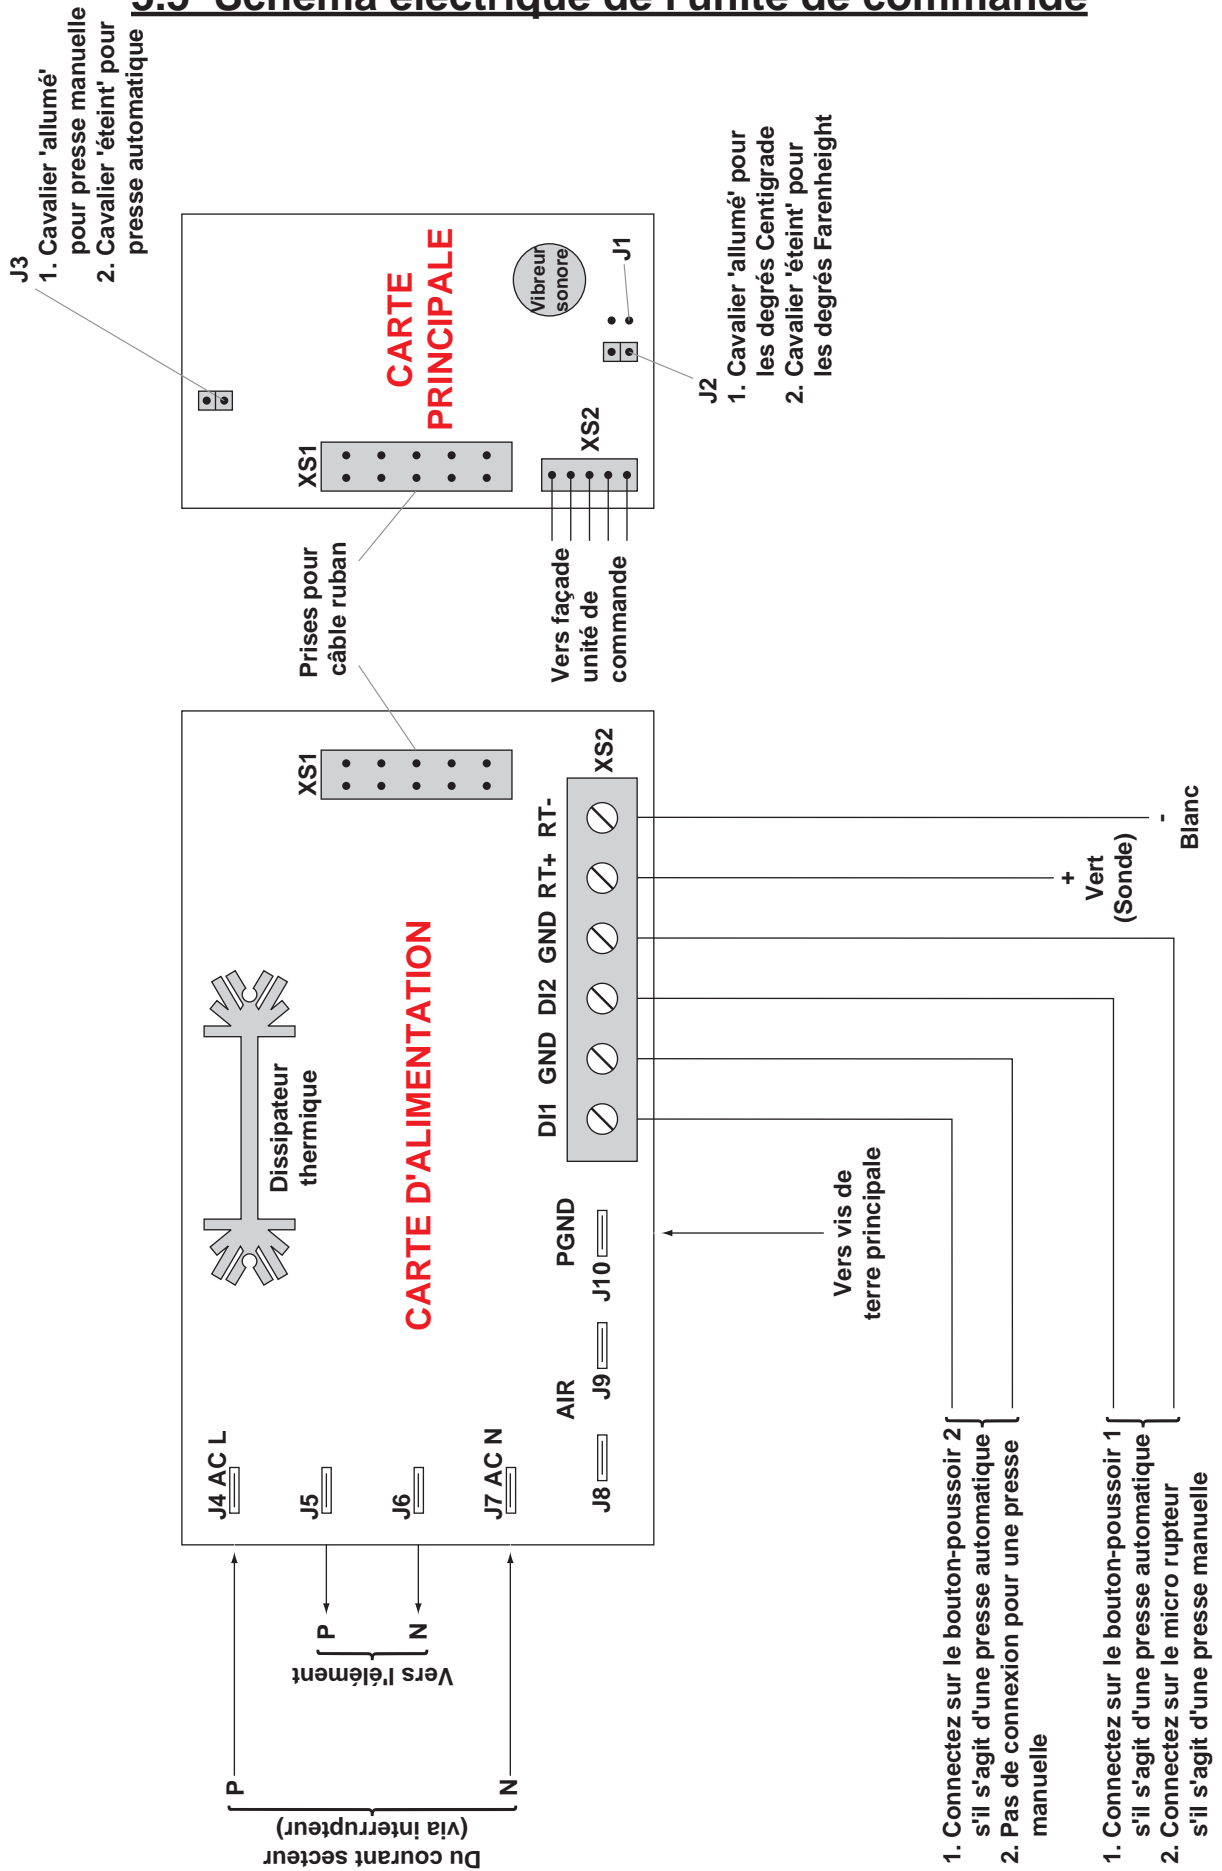 Schéma électrique de l'unité de commande
J3
1. Cavalier 'allumé'
pour presse manuelle
2. Cavalier 'éteint' pour
presse automatique
CARTE
PRINCIPALE
Vibreur
sonore
J1
J2
1. Cavalier 'allumé' pour
les degrés Centigrade
2. Cavalier 'éteint' pour
les degrés Farenheight
XS1
XS2
Prises pour
câble ruban
Vers façade
unité de
commande
XS1
XS2
Dissipateur
thermique
CARTE D'ALIMENTATION
DI1
GND
DI2
GND
RT+
RT-
J4 AC L
J5
J6
J7 AC N
J8
AIR
J9
PGND
J10
P
N
Vers l'élément
P
N
Du courant secteur
(via interrupteur)
Vers vis de
terre principale
+
Vert
(Sonde)
-
Blanc
1. Connectez sur le bouton-poussoir 2
s'il s'agit d'une presse automatique
2. Pas de connexion pour une presse
manuelle
1. Connectez sur le bouton-poussoir 1
s'il s'agit d'une presse automatique
2. Connectez sur le micro rupteur
s'il s'agit d'une presse manuelle